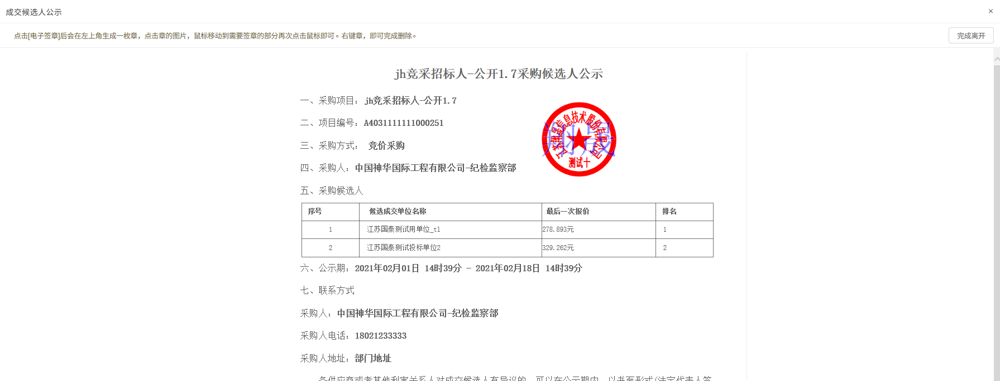 成交候选人公示
×
点击[电子签章]后会在左上角生成一枚章，点击章的图片，鼠标移动到需要签章的部分再次点击鼠标即可。右键章，即可完成删除。
完成离开
jh竞采招标人-公开1.7采购候选人公示
一、采购项目：jh竞采招标人-公开1.7
二、项目编号：A4031111111000251
三、采购方式： 竞价采购
四、采购人：中国神华国际工程有限公司-纪检监察部
信息技术股份有限公司
翔晟
测试十
五、采购候选人
序号 候选成交单位名称 最后一次报价 排名
1 江苏国泰测试用单位_tl 278.893元 1
2 江苏国泰测试投标单位2 329.262元 2
六、公示期：2021年02月01日 14时39分 - 2021年02月18日 14时39分
七、联系方式
采购人：中国神华国际工程有限公司-纪检监察部
采购人电话：18021233333
采购人地址：部门地址
各供应商或者其他利害关系人对成交候选人有异议的，可以在公示期内，以书面形式(法定代表人签